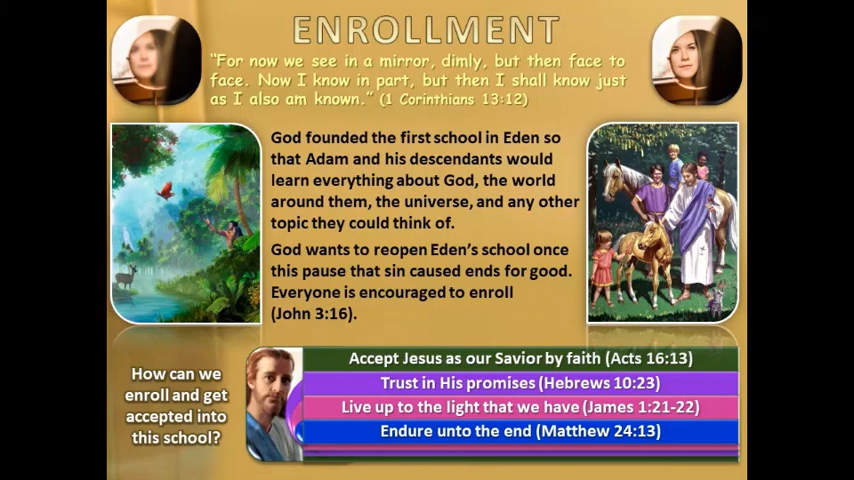 ENROLLMENT
“For now we see in a mirror, dimly, but then face to
face. Now I know in part, but then I shall know just
as I also am known.” (1 Corinthians 13:12)
God founded the first school in Eden so
that Adam and his descendants would
learn everything about God, the world
around them, the universe, and any other
topic they could think of.
God wants to reopen Eden’s school once
this pause that sin caused ends for good.
Everyone is encouraged to enroll
(John 3:16).
How can we
enroll and get
accepted into
this school?
Accept Jesus as our Savior by faith (Acts 16:13)
Trust in His promises (Hebrews 10:23)
Live up to the light that we have (James 1:21-22)
Endure unto the end (Matthew 24:13)